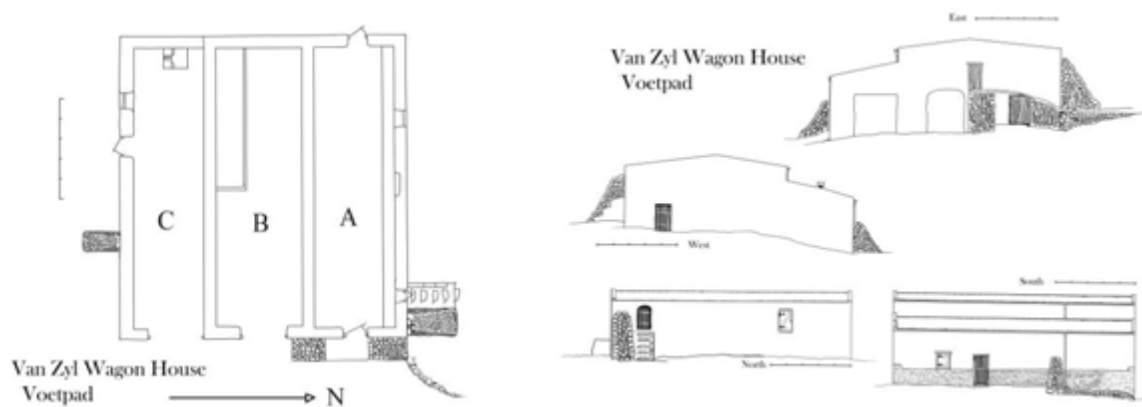 C
B
A
Van Zyl Wagon House
Voetpad
N
Van Zyl Wagon House
Voetpad
East
West
North
South